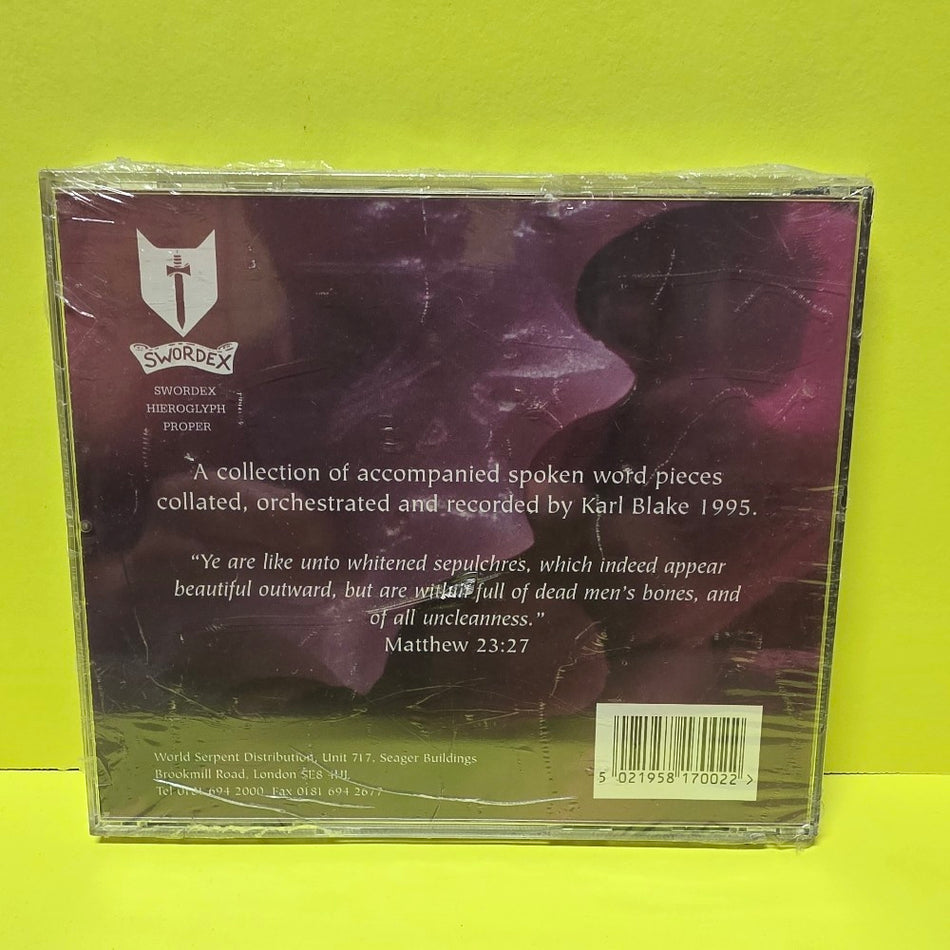 SWORDEX
SWORDEX
HIEROGLYPH
PROPER
A collection of accompanied spoken word pieces
collated, orchestrated and recorded by Karl Blake 1995.
“Ye are like unto whitened sepulchres, which indeed appear
beautiful outward, but are within full of dead men’s bones, and
of all uncleanness.”
Matthew 23:27
World Serpent Distribution, Unit 717, Seager Buildings
Brookmill Road, London SE8 4HL
Tel 0181 694 2000 Fax 0181 694 2677
5 021958 170022 >